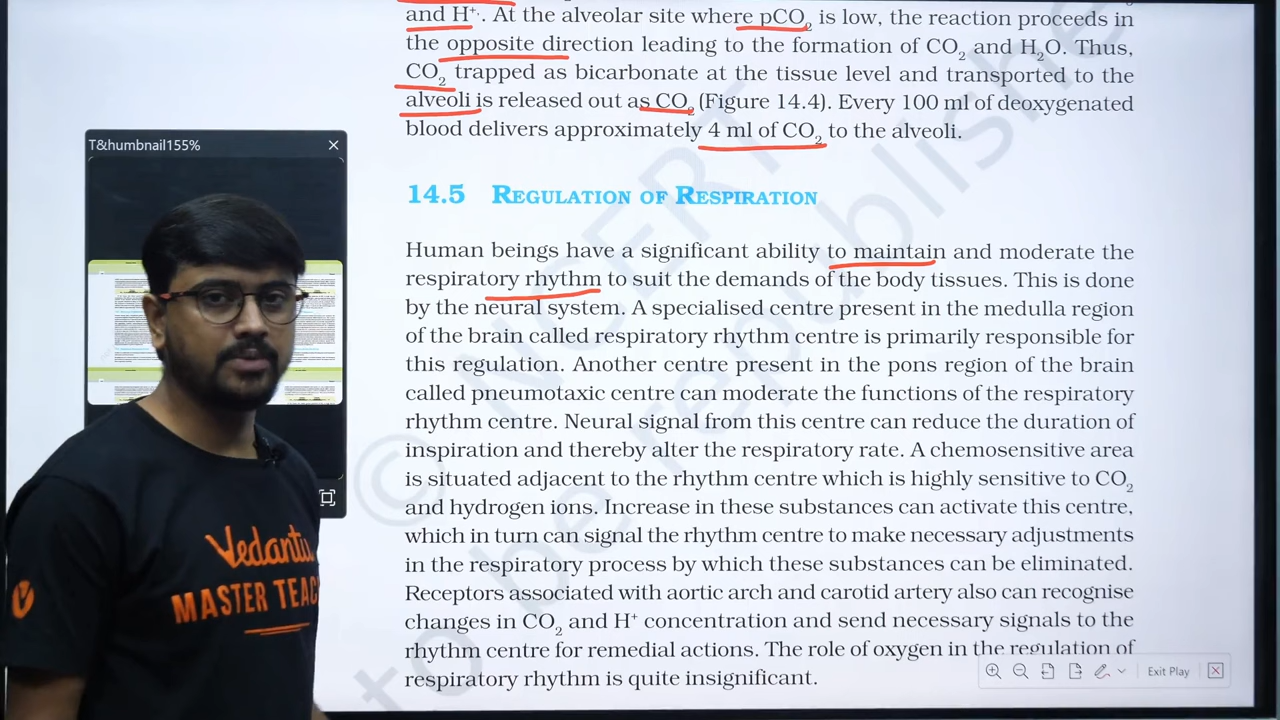 and H+. At the alveolar site where pCO2 is low, the reaction proceeds in
the opposite direction leading to the formation of CO2 and H2O. Thus,
CO2 trapped as bicarbonate at the tissue level and transported to the
alveoli is released out as CO2 (Figure 14.4). Every 100 ml of deoxygenated
blood delivers approximately 4 ml of CO2 to the alveoli.
T&humbnail155%
14.5 REGULATION OF RESPIRATION
Human beings have a significant ability to maintain and moderate the
respiratory rhythm to suit the demands of the body tissues. This is done
by the neural system. A specialised centre present in the medulla region
of the brain called respiratory rhythm centre is primarily responsible for
this regulation. Another centre present in the pons region of the brain
called pneumotaxic centre can moderate the functions of the respiratory
rhythm centre. Neural signal from this centre can reduce the duration of
inspiration and thereby alter the respiratory rate. A chemosensitive area
is situated adjacent to the rhythm centre which is highly sensitive to CO2
and hydrogen ions. Increase in these substances can activate this centre,
which in turn can signal the rhythm centre to make necessary adjustments
in the respiratory process by which these substances can be eliminated.
Receptors associated with aortic arch and carotid artery also can recognise
changes in CO2 and H+ concentration and send necessary signals to the
rhythm centre for remedial actions. The role of oxygen in the regulation of
respiratory rhythm is quite insignificant.
Exit Play
MASTER
© NCERT
to be republished